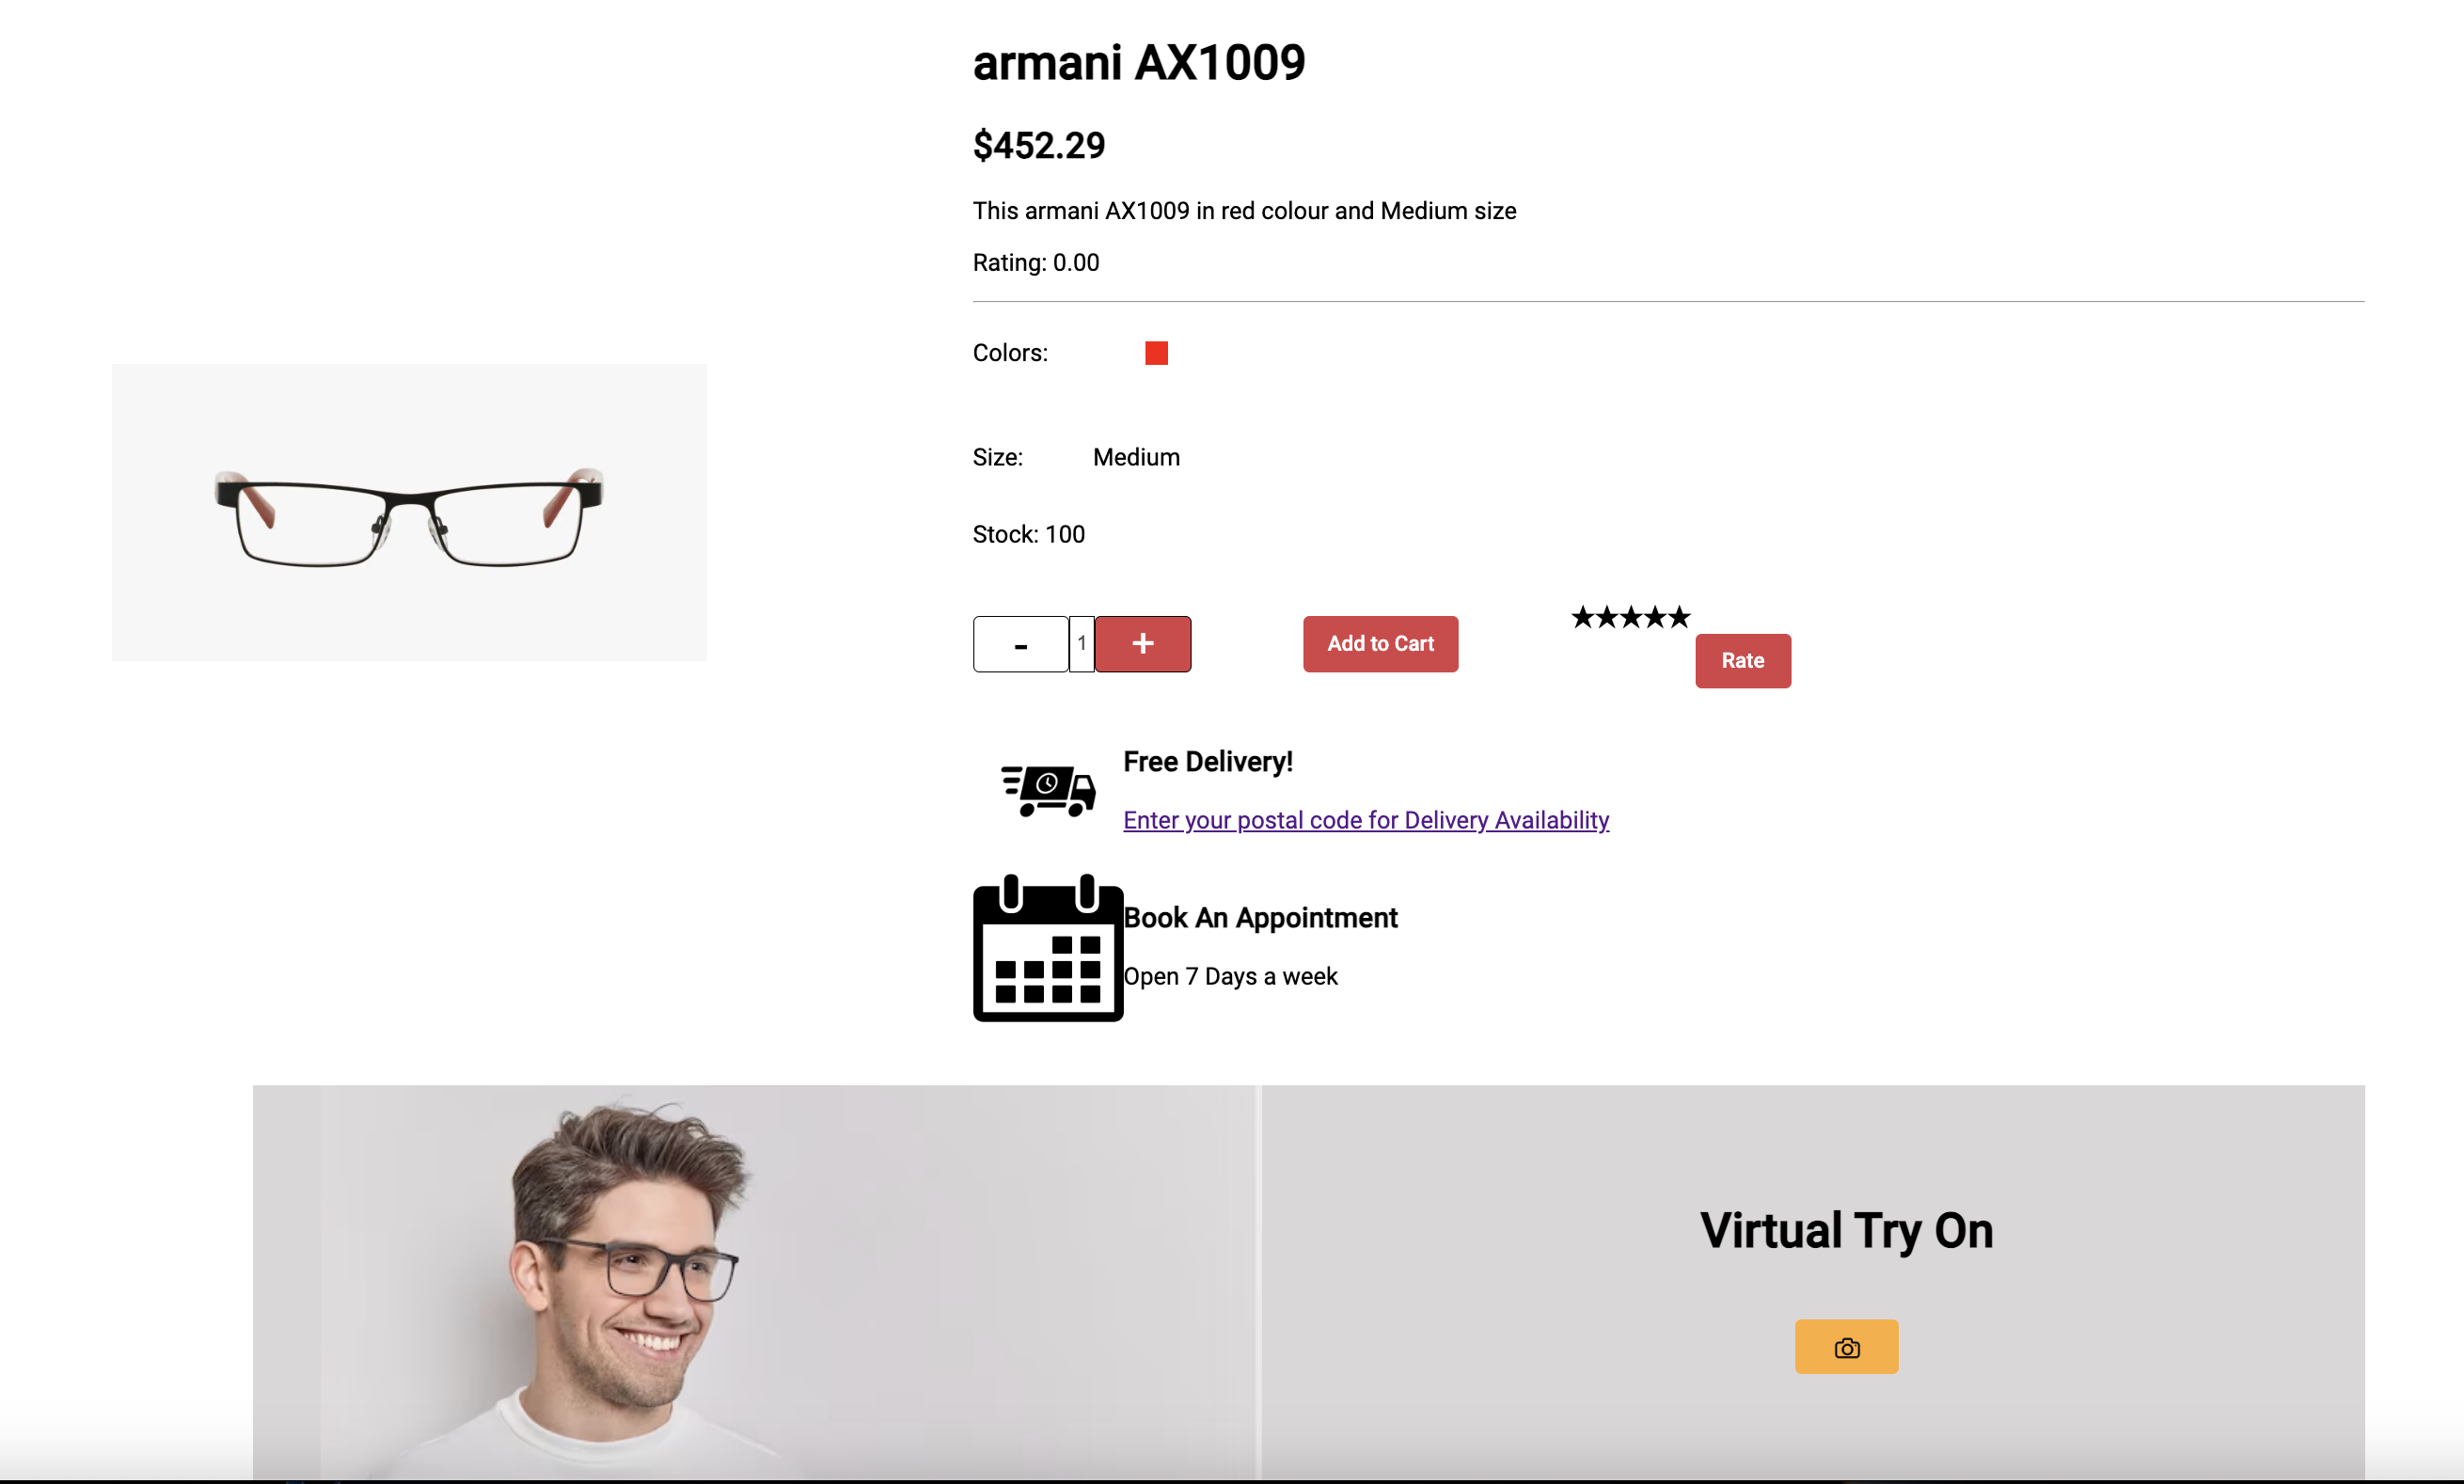 armani AX1009
$452.29
This armani AX1009 in red colour and Medium size
Rating: 0.00
Colors:
Size: Medium
Stock: 100
- 1 + Add to Cart ★★★★★ Rate
Free Delivery!
Enter your postal code for Delivery Availability
Book An Appointment
Open 7 Days a week
Virtual Try On